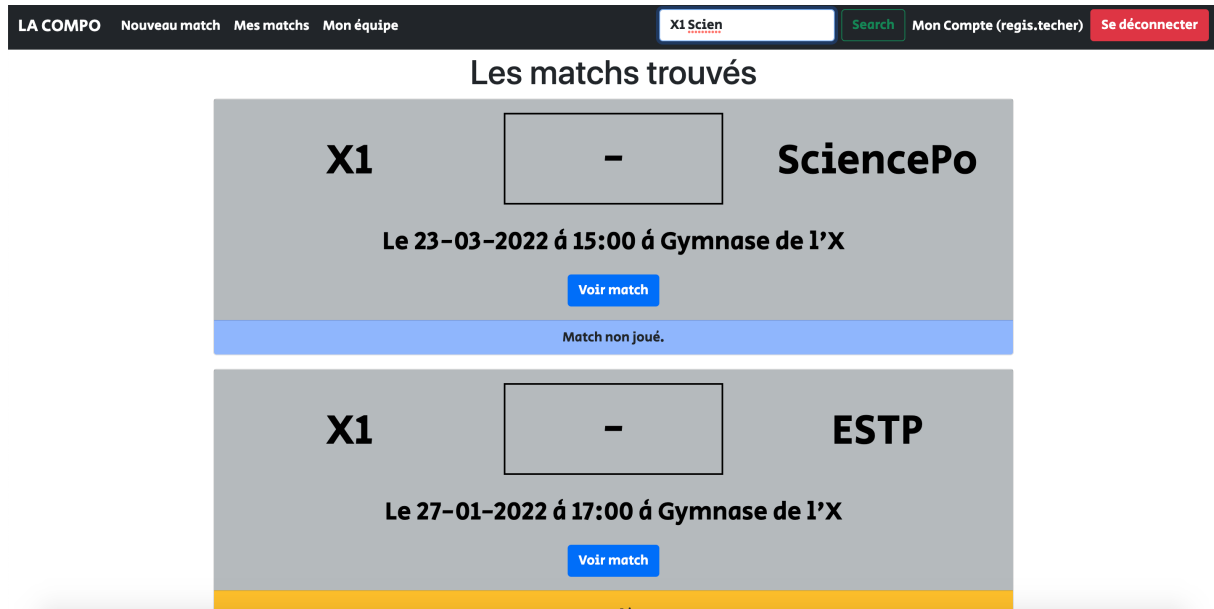 LA COMPO Nouveau match Mes matchs Mon équipe X1 Scien Search Mon Compte (regis.techer) Se déconnecter
Les matchs trouvés
X1 - SciencePo
Le 23-03-2022 á 15:00 á Gymnase de l'X
Voir match
Match non joué.
X1 - ESTP
Le 27-01-2022 á 17:00 á Gymnase de l'X
Voir match